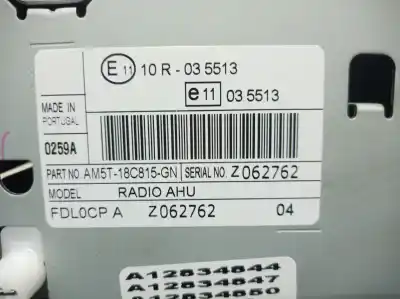 E 11 10 R - 03 5513
e 11 03 5513
MADE IN
PORTUGAL
0259A
PART NO. AM5T-18C815-GN SERIAL NO. Z062762
MODEL RADIO AHU
FDL0CP A Z062762 04
A12834844
A12834847
A12834850